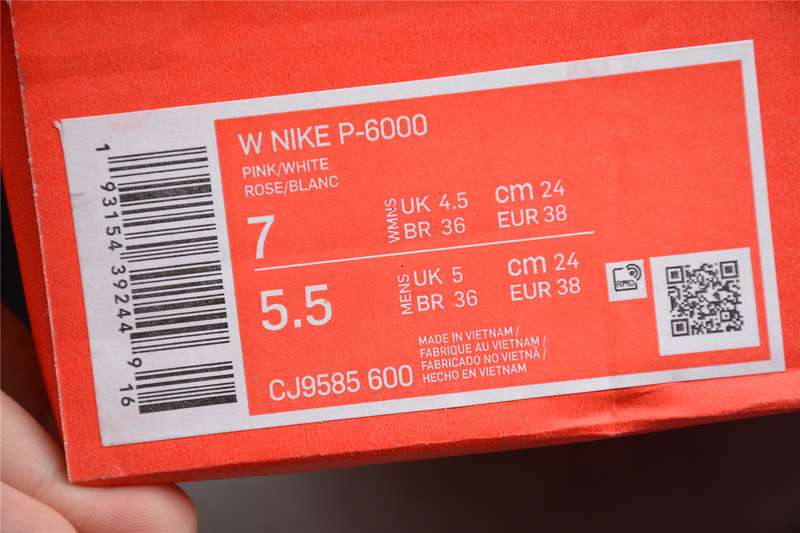 W NIKE P-6000
PINK/WHITE
ROSE/BLANC
7
WMNS
UK 4.5 cm 24
BR 36 EUR 38
5.5
MENS
UK 5 cm 24
BR 36 EUR 38
MADE IN VIETNAM /
FABRIQUE AU VIETNAM /
FABRICADO NO VIETNÃ /
HECHO EN VIETNAM
CJ9585 600
RFID
1 93154 39244 9 16